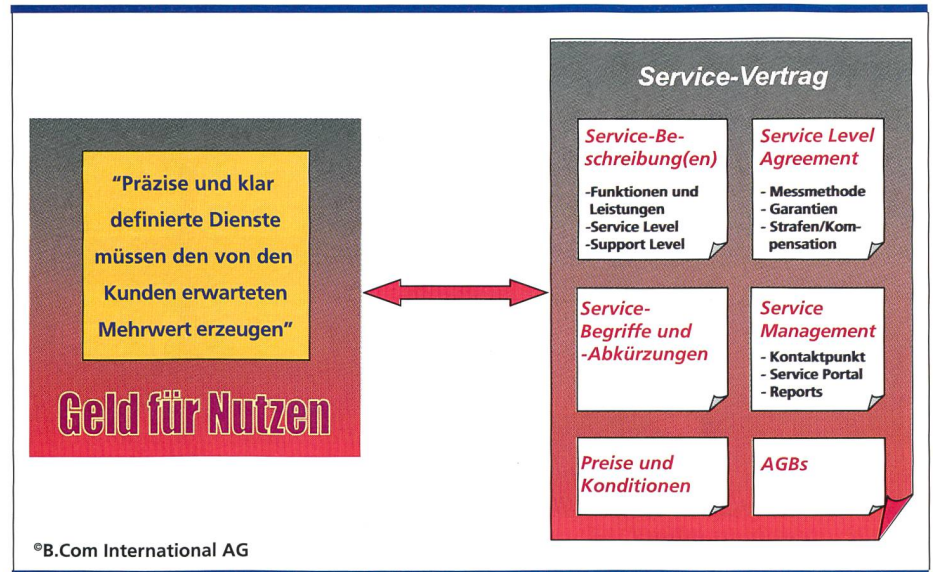 Service-Vertrag
"Präzise und klar
definierte Dienste
müssen den von den
Kunden erwarteten
Mehrwert erzeugen"
Geld für Nutzen
Service-Be-
schreibung(en)
-Funktionen und
Leistungen
-Service Level
-Support Level
Service Level
Agreement
- Messmethode
- Garantien
- Strafen/Kom-
pensation
Service-
Begriffe und
-Abkürzungen
Service
Management
- Kontaktpunkt
- Service Portal
- Reports
Preise und
Konditionen
AGBs
©B.Com International AG